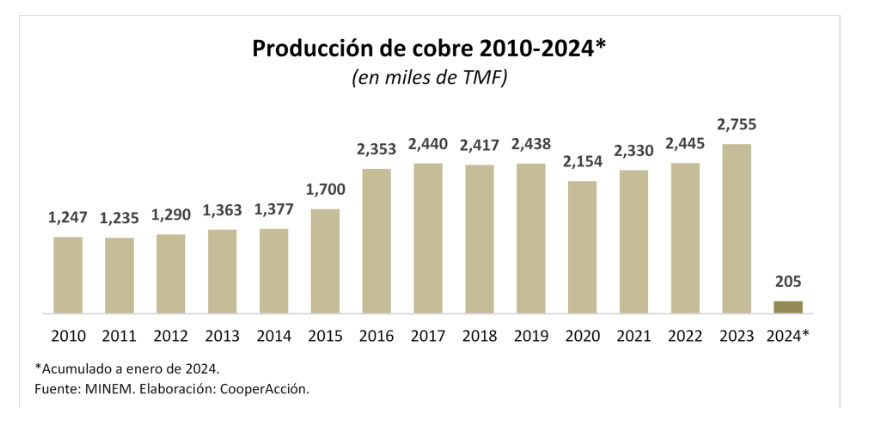 Producción de cobre 2010-2024*
(en miles de TMF)
1,247 1,235 1,290 1,363 1,377 1,700 2,353 2,440 2,417 2,438 2,154 2,330 2,445 2,755 205
2010 2011 2012 2013 2014 2015 2016 2017 2018 2019 2020 2021 2022 2023 2024*
*Acumulado a enero de 2024.
Fuente: MINEM. Elaboración: CooperAcción.